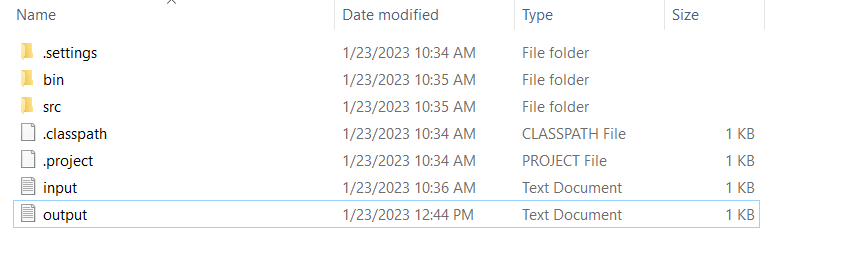 Name Date modified Type Size
.settings 1/23/2023 10:34 AM File folder
bin 1/23/2023 10:35 AM File folder
src 1/23/2023 10:35 AM File folder
.classpath 1/23/2023 10:34 AM CLASSPATH File 1 KB
.project 1/23/2023 10:34 AM PROJECT File 1 KB
input 1/23/2023 10:36 AM Text Document 1 KB
output 1/23/2023 12:44 PM Text Document 1 KB